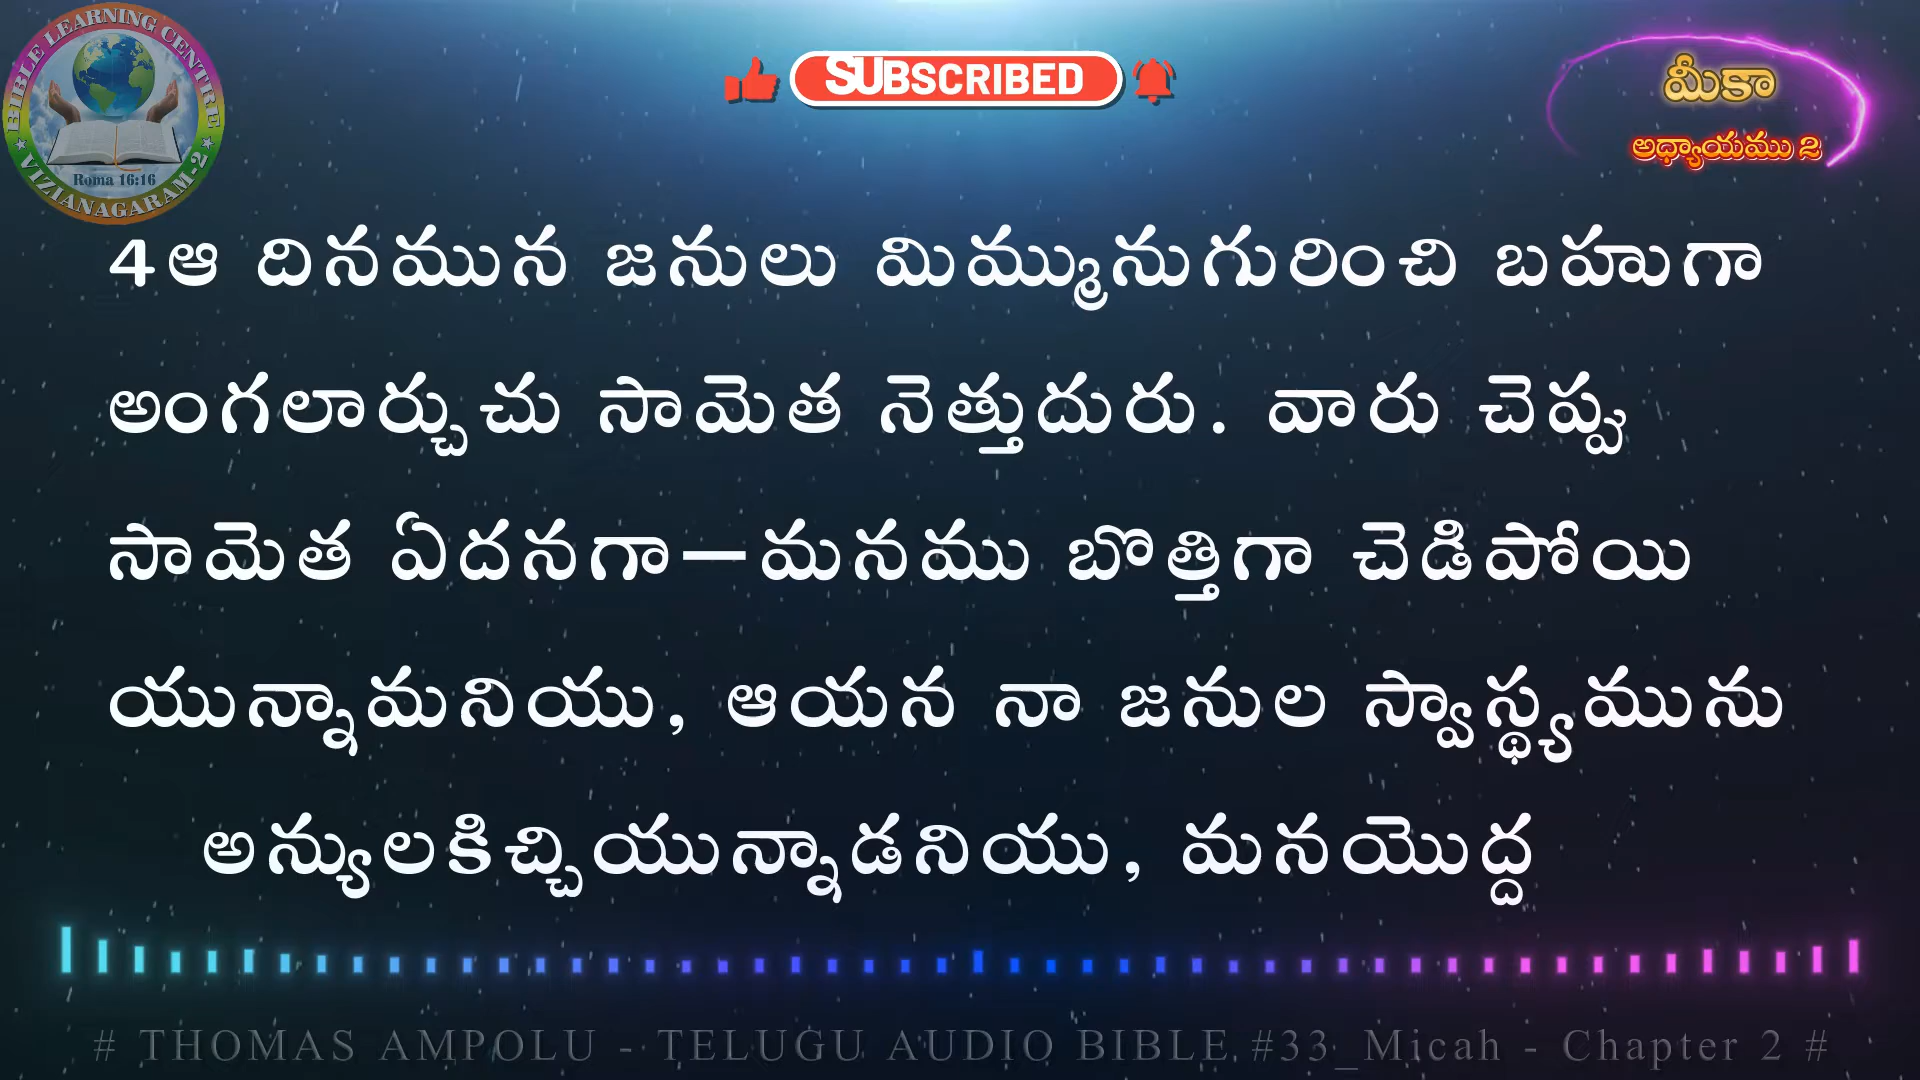 BIBLE LEARNING CENTRE
Roma 16:16
★ VIZIANAGARAM-2 ★
SUBSCRIBED
మీకా
అధ్యాయము 2
4ఆ దినమున జనులు మిమ్మునుగురించి బహుగా
అంగలార్చుచు సామెత నెత్తుదురు. వారు చెప్పు
సామెత ఏదనగా—మనము బొత్తిగా చెడిపోయి
యున్నామనియు, ఆయన నా జనుల స్వాస్థ్యమును
అన్యులకిచ్చియున్నాడనియు, మనయొద్ద
# THOMAS AMPOLU - TELUGU AUDIO BIBLE #33_Micah - Chapter 2 #